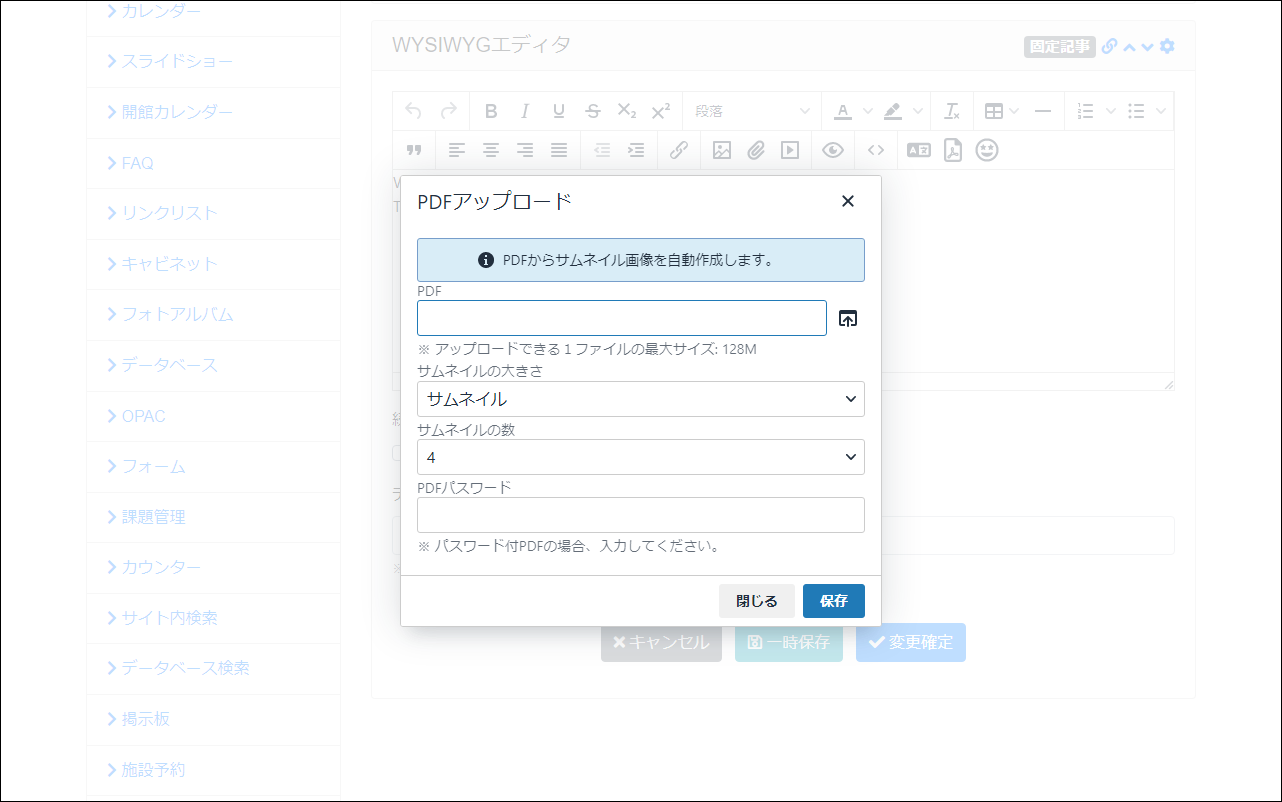 カレンダー
スライドショー
開館カレンダー
FAQ
リンクリスト
キャビネット
フォトアルバム
データベース
OPAC
フォーム
課題管理
カウンター
サイト内検索
データベース検索
掲示板
施設予約
WYSIWYGエディタ
固定記事
段落
W
T
PDFアップロード
PDFからサムネイル画像を自動作成します。
PDF
※ アップロードできる１ファイルの最大サイズ: 128M
サムネイルの大きさ
サムネイル
サムネイルの数
4
PDFパスワード
※ パスワード付PDFの場合、入力してください。
閉じる
保存
キャンセル
一時保存
変更確定